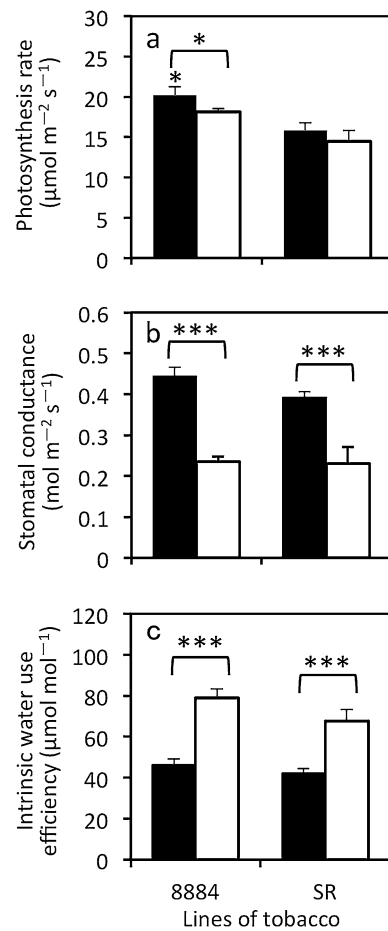 a
*
*
Photosynthesis rate
(µmol m−2 s−1)
30
25
20
15
10
5
0
b
***
***
Stomatal conductance
(mol m−2 s−1)
0.6
0.5
0.4
0.3
0.2
0.1
0
c
***
***
Intrinsic water use
efficiency (µmol mol−1)
120
100
80
60
40
20
0
8884 SR
Lines of tobacco